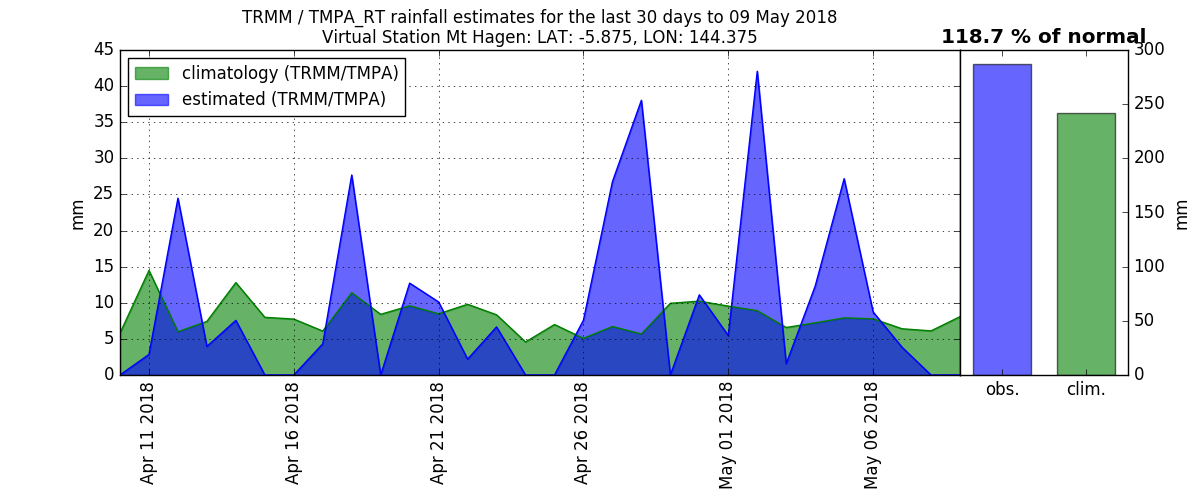 TRMM / TMPA_RT rainfall estimates for the last 30 days to 09 May 2018
Virtual Station Mt Hagen: LAT: -5.875, LON: 144.375
118.7 % of normal
climatology (TRMM/TMPA)
estimated (TRMM/TMPA)
45
40
35
30
25
20
15
10
5
0
mm
Apr 11 2018
Apr 16 2018
Apr 21 2018
Apr 26 2018
May 01 2018
May 06 2018
300
250
200
150
100
50
0
mm
obs.
clim.